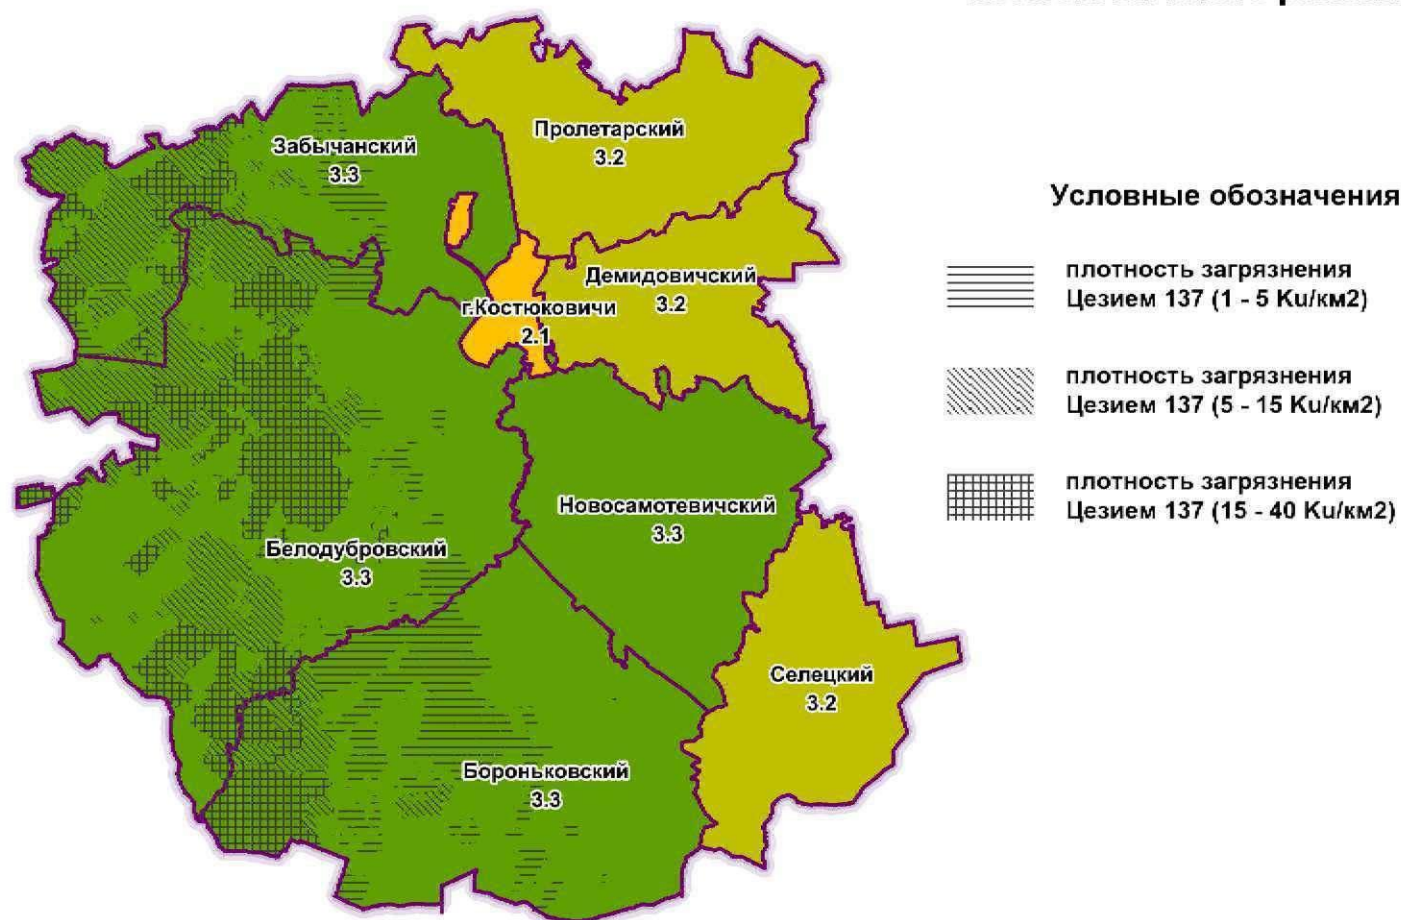 Пролетарский
3.2
Забычанский
3.3
Демидовичский
3.2
г.Костюковичи
2.1
Новосамотевичский
3.3
Белодубровский
3.3
Селецкий
3.2
Бороньковский
3.3
Условные обозначения
плотность загрязнения
Цезием 137 (1 - 5 Ku/км2)
плотность загрязнения
Цезием 137 (5 - 15 Ku/км2)
плотность загрязнения
Цезием 137 (15 - 40 Ku/км2)